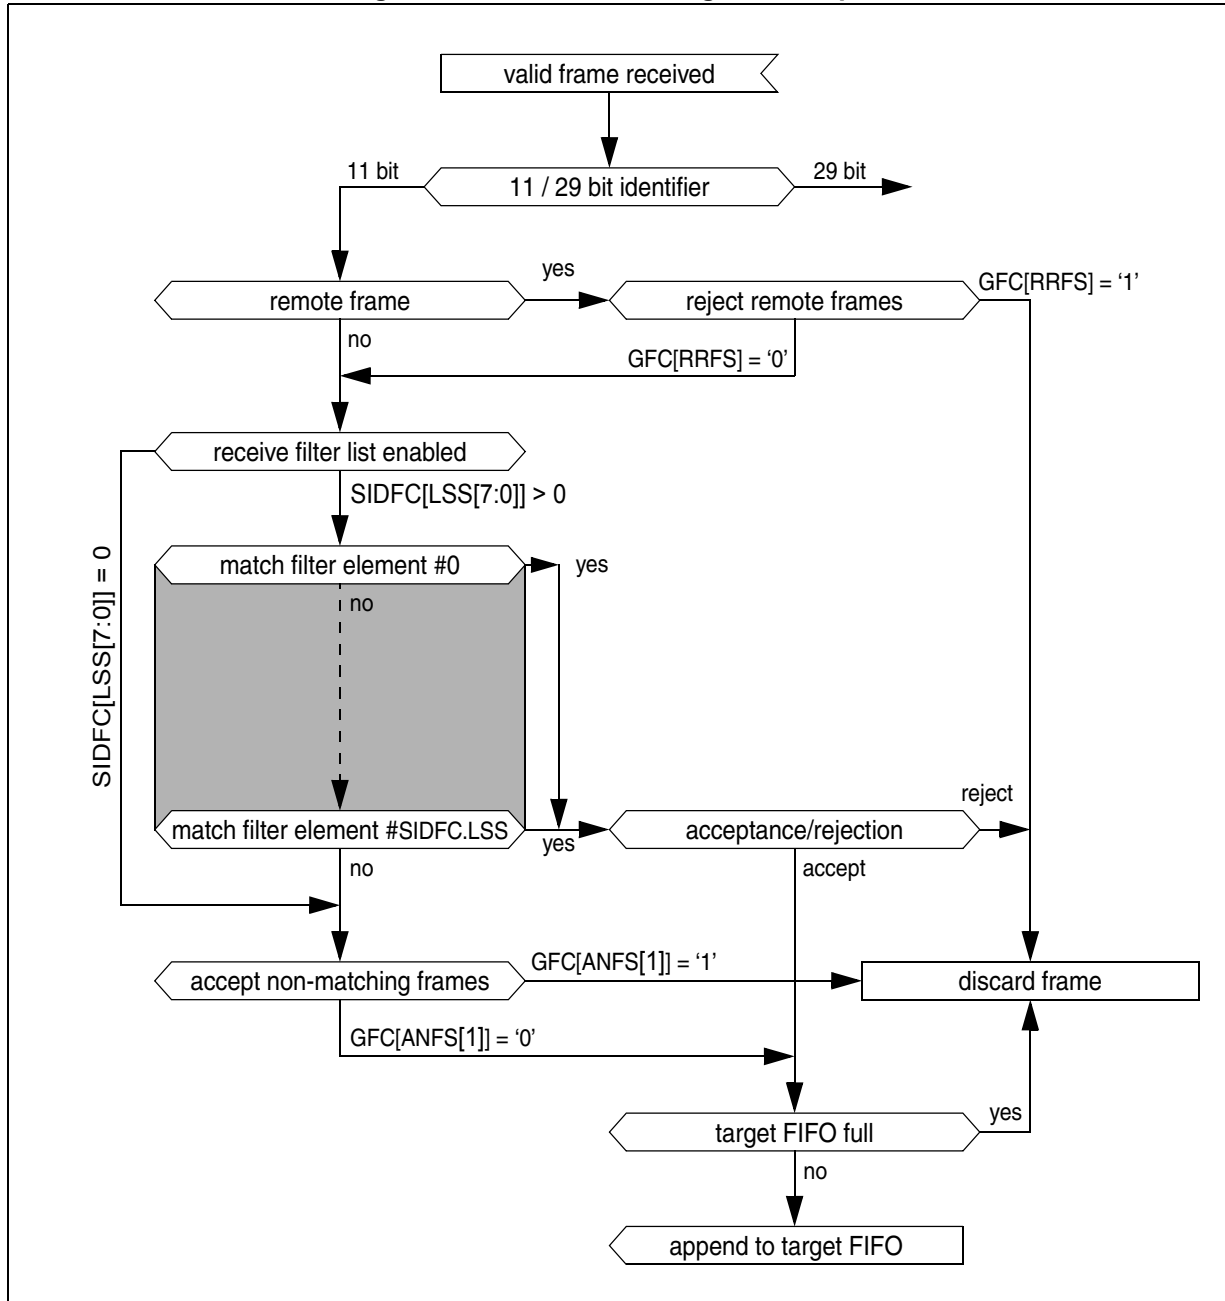 valid frame received
11 bit
11 / 29 bit identifier
29 bit
remote frame
yes
reject remote frames
GFC[RRFS] = ‘1’
no
GFC[RRFS] = ‘0’
receive filter list enabled
SIDFC[LSS[7:0]] > 0
SIDFC[LSS[7:0]] = 0
match filter element #0
yes
no
match filter element #SIDFC.LSS
yes
acceptance/rejection
reject
no
accept
accept non-matching frames
GFC[ANFS[1]] = ‘1’
discard frame
GFC[ANFS[1]] = ‘0’
target FIFO full
yes
no
append to target FIFO